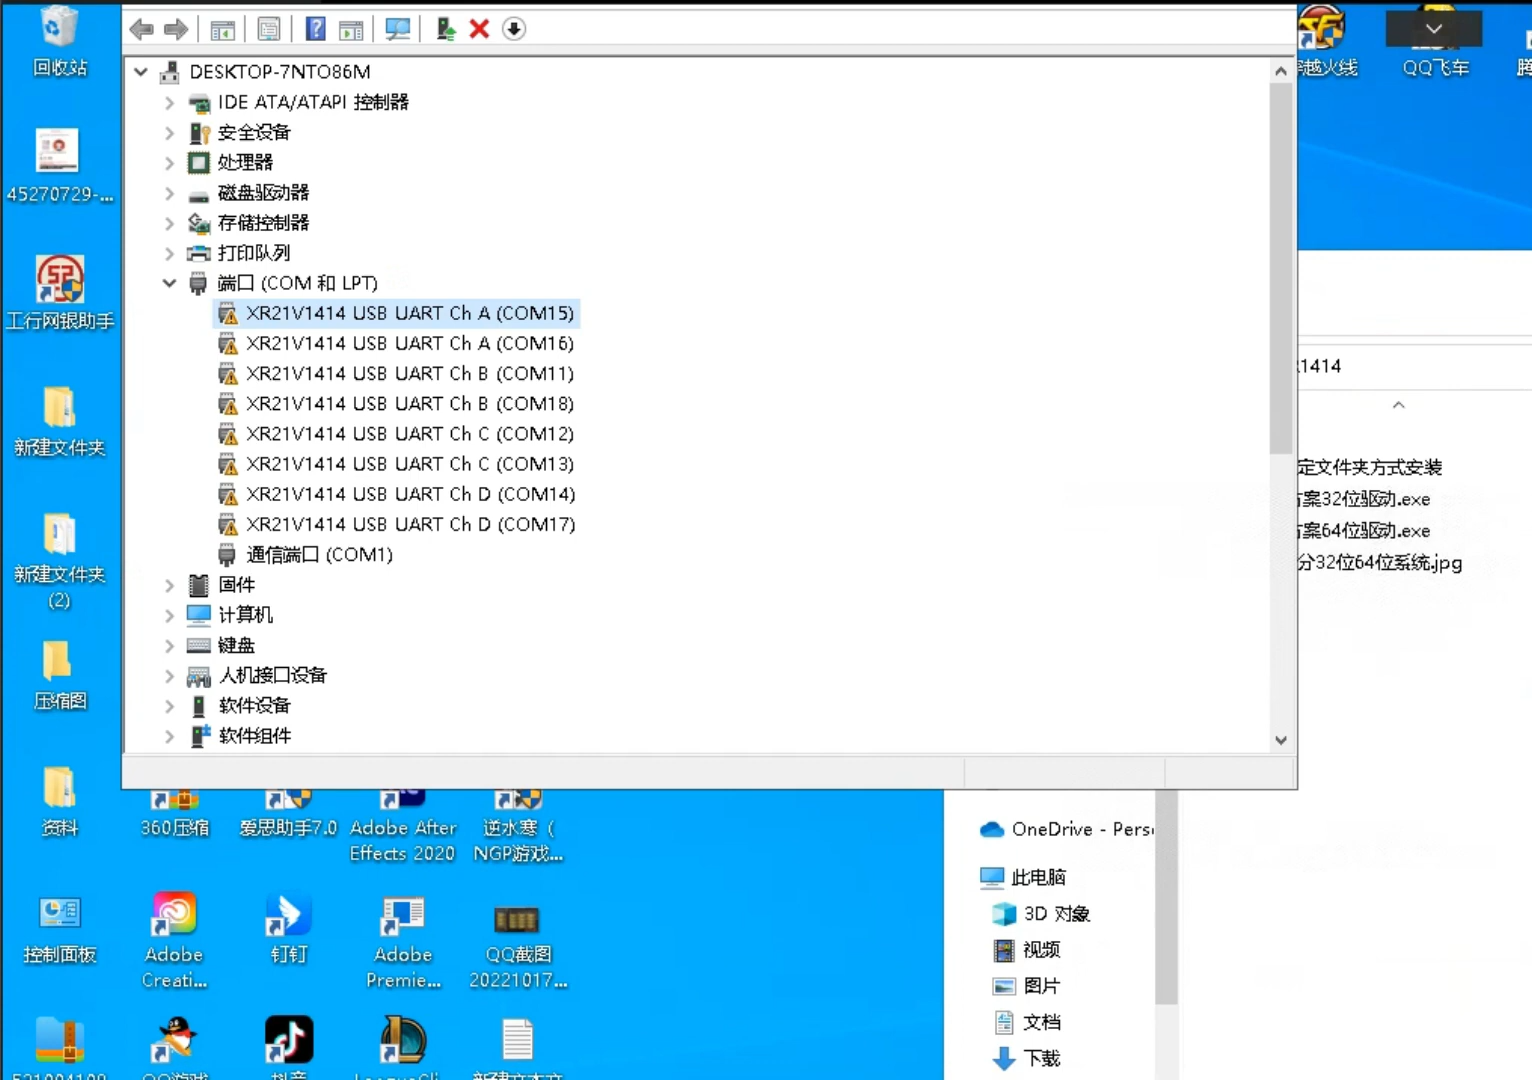 DESKTOP-7NTO86M
IDE ATA/ATAPI 控制器
安全设备
处理器
磁盘驱动器
存储控制器
打印队列
端口 (COM 和 LPT)
XR21V1414 USB UART Ch A (COM15)
XR21V1414 USB UART Ch A (COM16)
XR21V1414 USB UART Ch B (COM11)
XR21V1414 USB UART Ch B (COM18)
XR21V1414 USB UART Ch C (COM12)
XR21V1414 USB UART Ch C (COM13)
XR21V1414 USB UART Ch D (COM14)
XR21V1414 USB UART Ch D (COM17)
通信端口 (COM1)
固件
计算机
键盘
人机接口设备
软件设备
软件组件
回收站
45270729-...
工行网银助手
新建文件夹
新建文件夹
(2)
压缩图
资料
控制面板
360压缩
爱思助手7.0
Adobe After
Effects 2020
逆水寒（
NGP游戏...
Adobe
Creati...
钉钉
Adobe
Premie...
QQ截图
20221017...
越火线
QQ飞车
1414
定文件夹方式安装
案32位驱动.exe
案64位驱动.exe
分32位64位系统.jpg
OneDrive - Pers
此电脑
3D 对象
视频
图片
文档
下载